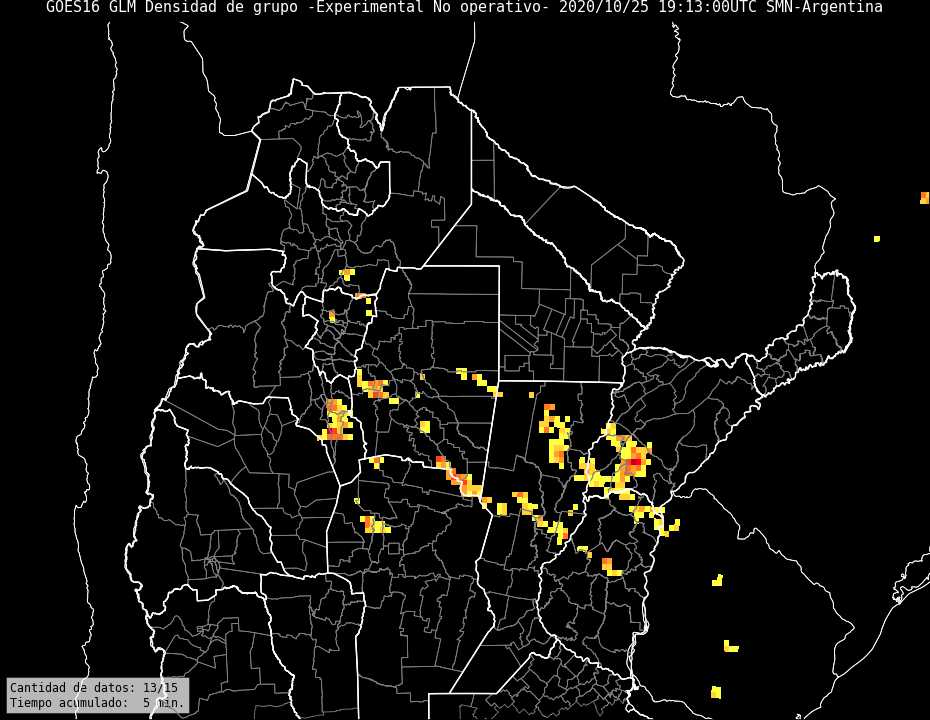 GOES16 GLM Densidad de grupo -Experimental No operativo- 2020/10/25 19:13:00UTC SMN-Argentina
Cantidad de datos: 13/15
Tiempo acumulado:  5 min.